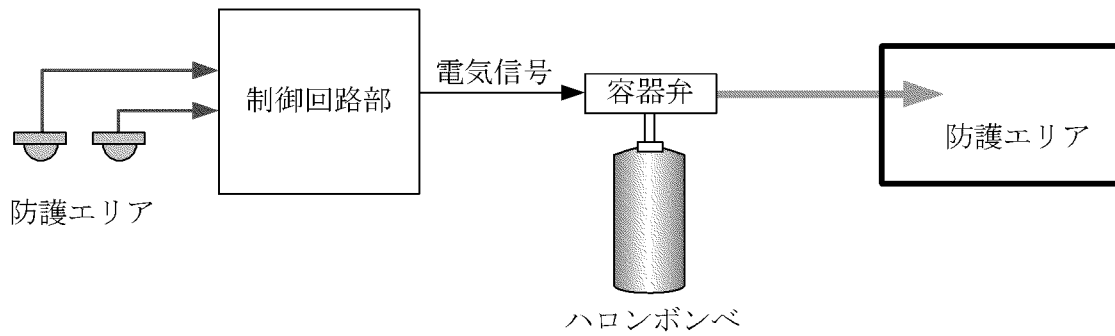 電気信号
制御回路部
容器弁
防護エリア
防護エリア
ハロンボンベ